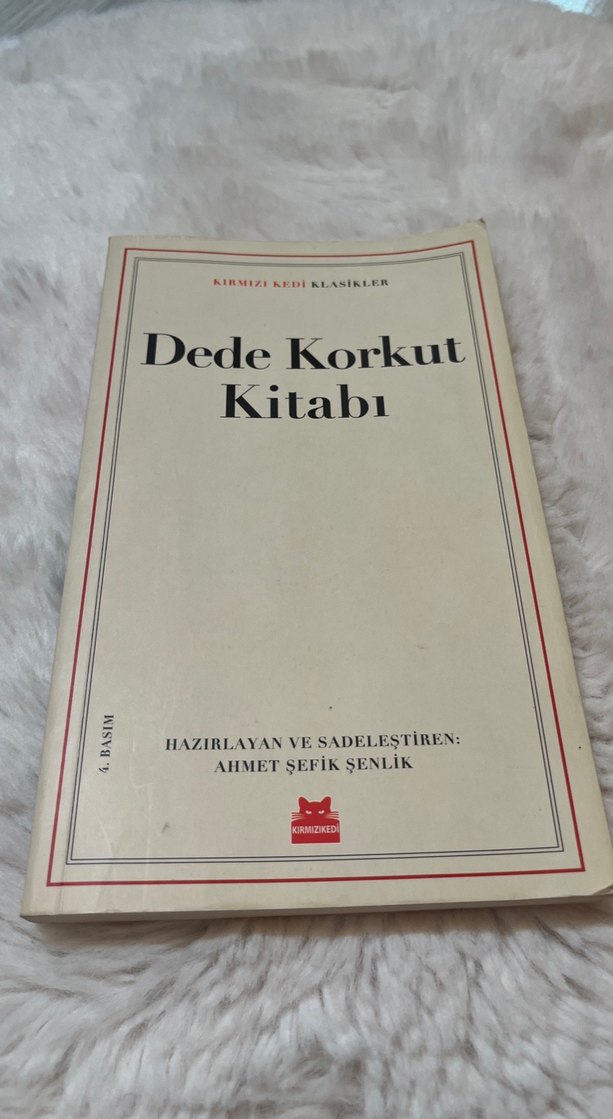 KIRMIZI KEDİ KLASİKLER
Dede Korkut
Kitabı
4. BASIM
HAZIRLAYAN VE SADELEŞTİREN:
AHMET ŞEFİK ŞENLİK
KIRMIZIKEDİ